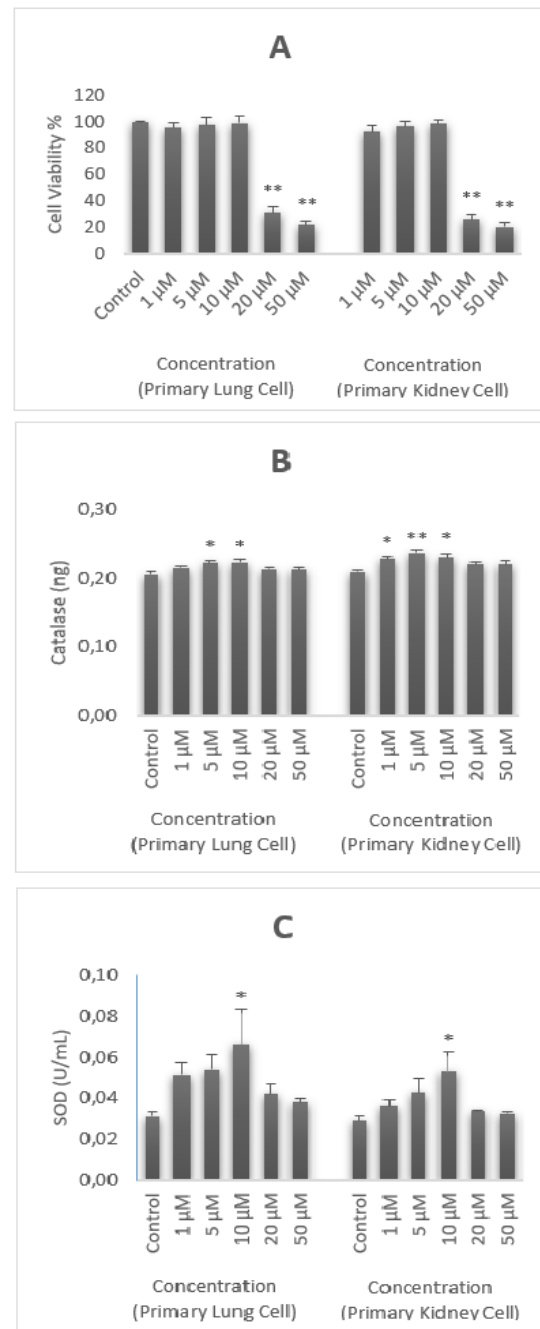 A
120
100
80
60
40
20
0
Cell Viability %
** ** ** **
Control 1 µM 5 µM 10 µM 20 µM 50 µM 1 µM 5 µM 10 µM 20 µM 50 µM
Concentration Concentration
(Primary Lung Cell) (Primary Kidney Cell)
B
0,30
0,20
0,10
0,00
Catalase (ng)
* * * ** *
Control 1 µM 5 µM 10 µM 20 µM 50 µM Control 1 µM 5 µM 10 µM 20 µM 50 µM
Concentration Concentration
(Primary Lung Cell) (Primary Kidney Cell)
C
0,10
0,08
0,06
0,04
0,02
0,00
SOD (U/mL)
* *
Control 1 µM 5 µM 10 µM 20 µM 50 µM Control 1 µM 5 µM 10 µM 20 µM 50 µM
Concentration Concentration
(Primary Lung Cell) (Primary Kidney Cell)